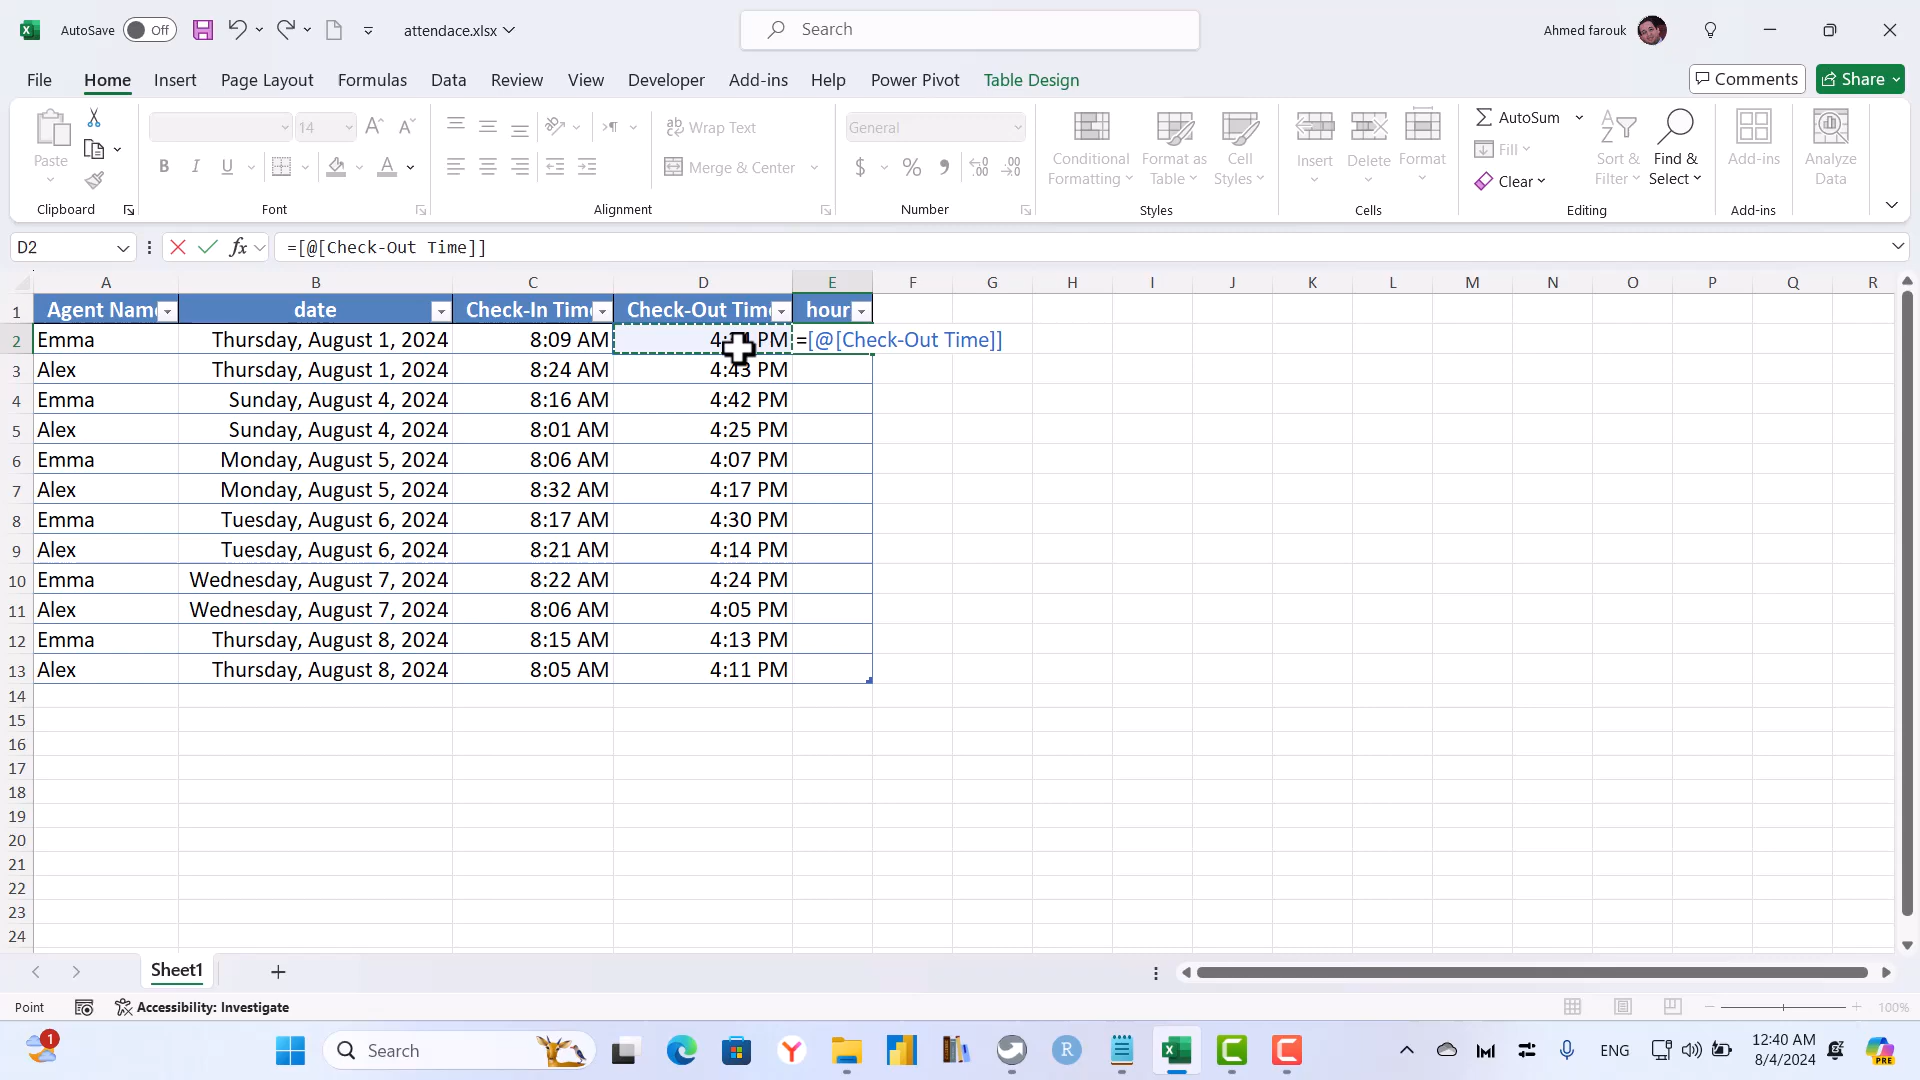 AutoSave Off attendace.xlsx Search Ahmed farouk
File Home Insert Page Layout Formulas Data Review View Developer Add-ins Help Power Pivot Table Design Comments Share
Paste 14 Wrap Text General Conditional Formatting Format as Table Cell Styles Insert Delete Format AutoSum Sort & Filter Find & Select Add-ins Analyze Data
Merge & Center Fill
Clear
Clipboard Font Alignment Number Styles Cells Editing Add-ins
D2 fx =[@[Check-Out Time]]
A B C D E F G H I J K L M N O P Q R
1 Agent Nam date Check-In Tim Check-Out Tim hour
2 Emma Thursday, August 1, 2024 8:09 AM PM =[@[Check-Out Time]]
3 Alex Thursday, August 1, 2024 8:24 AM 4:43 PM
4 Emma Sunday, August 4, 2024 8:16 AM 4:42 PM
5 Alex Sunday, August 4, 2024 8:01 AM 4:25 PM
6 Emma Monday, August 5, 2024 8:06 AM 4:07 PM
7 Alex Monday, August 5, 2024 8:32 AM 4:17 PM
8 Emma Tuesday, August 6, 2024 8:17 AM 4:30 PM
9 Alex Tuesday, August 6, 2024 8:21 AM 4:14 PM
10 Emma Wednesday, August 7, 2024 8:22 AM 4:24 PM
11 Alex Wednesday, August 7, 2024 8:06 AM 4:05 PM
12 Emma Thursday, August 8, 2024 8:15 AM 4:13 PM
13 Alex Thursday, August 8, 2024 8:05 AM 4:11 PM
14
15
16
17
18
19
20
21
22
23
24
Sheet1
Point Accessibility: Investigate 100%
1 Search ENG 12:40 AM
8/4/2024 PRE